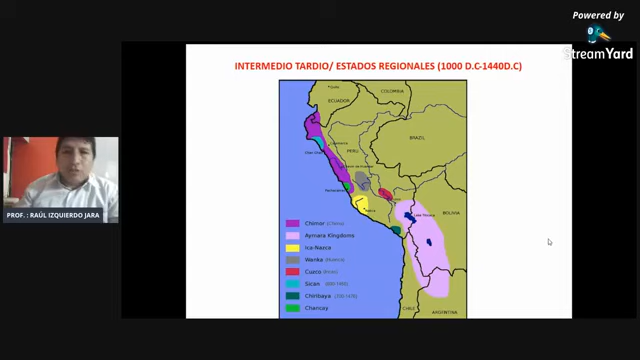 Powered by
StreamYard
INTERMEDIO TARDIO/ ESTADOS REGIONALES (1000 D.C-1440D.C)
COLOMBIA
ECUADOR
BRAZIL
PERU
BOLIVIA
PROF. : RAÚL IZQUIERDO JARA
Chimor
Aymara Kingdoms
Ica-Nazca
Wanka
Cuzco
Sican
Chiribaya
Chancay
CHILE
ARGENTINA